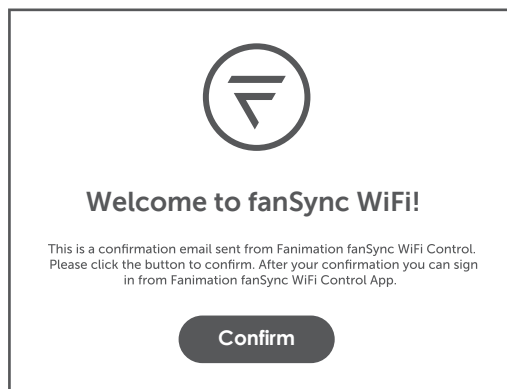 Welcome to fanSync WiFi!
This is a confirmation email sent from Fanimation fanSync WiFi Control.
Please click the button to confirm. After your confirmation you can sign
in from Fanimation fanSync WiFi Control App.
Confirm